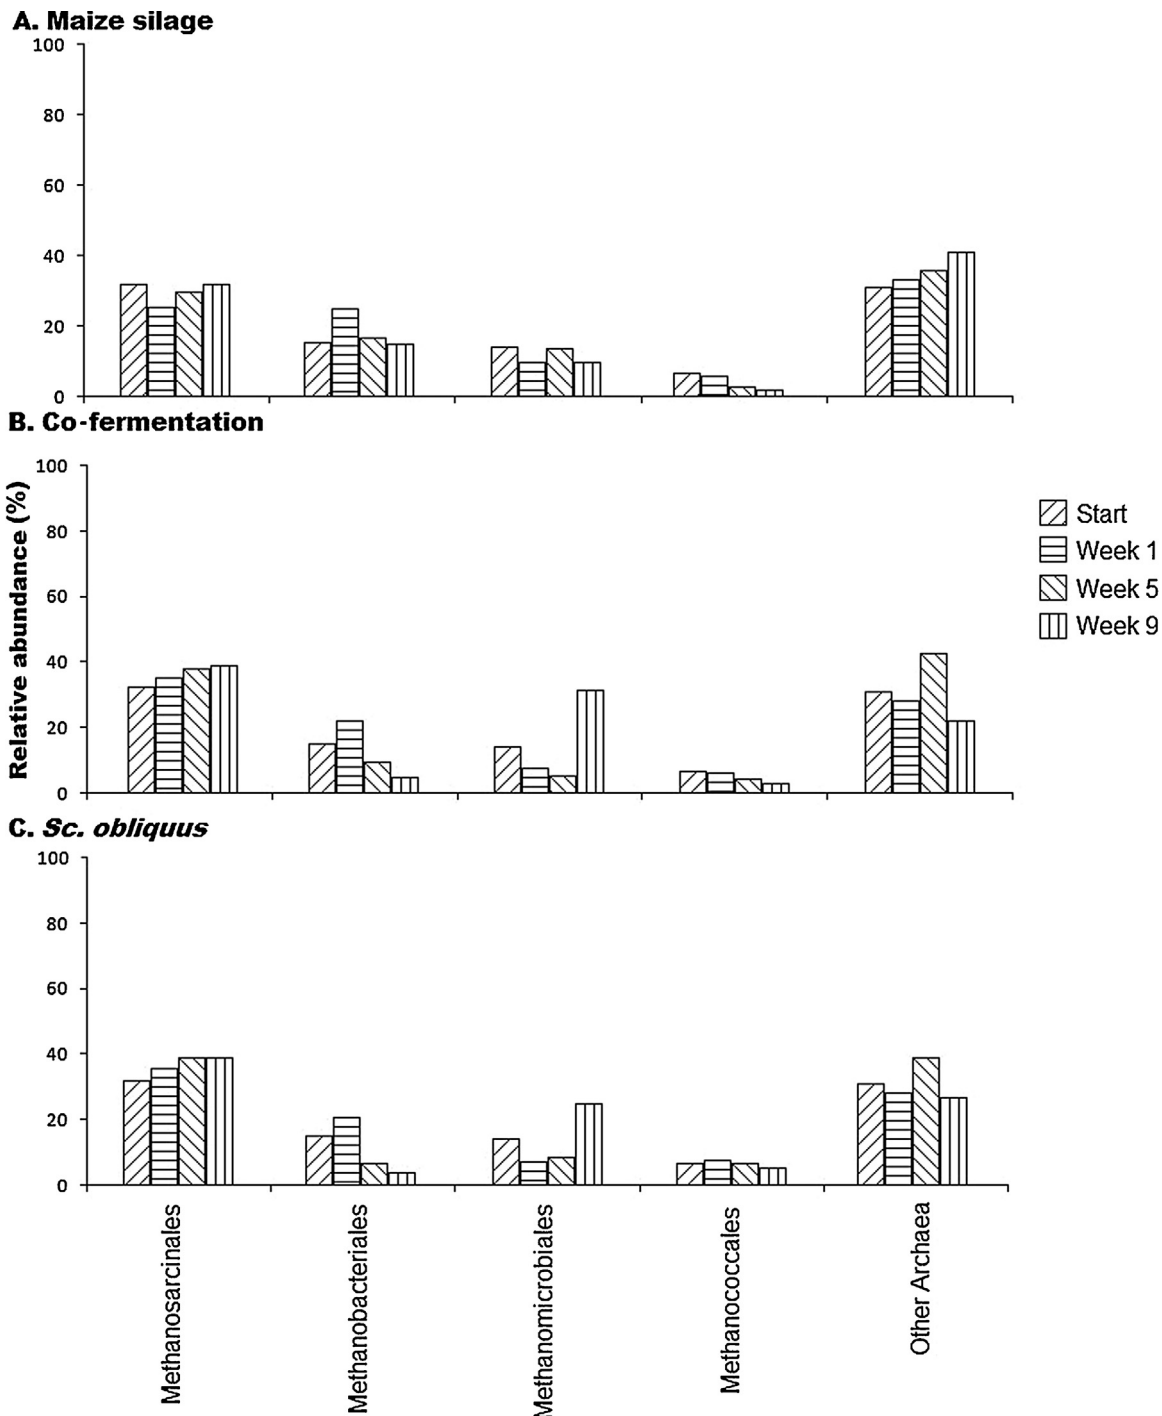 A. Maize silage
100
80
60
40
20
0
B. Co-fermentation
100
80
60
40
20
0
Relative abundance (%)
Start
Week 1
Week 5
Week 9
C. Sc. obliquus
100
80
60
40
20
0
Methanosarcinales
Methanobacteriales
Methanomicrobiales
Methanococcales
Other Archaea